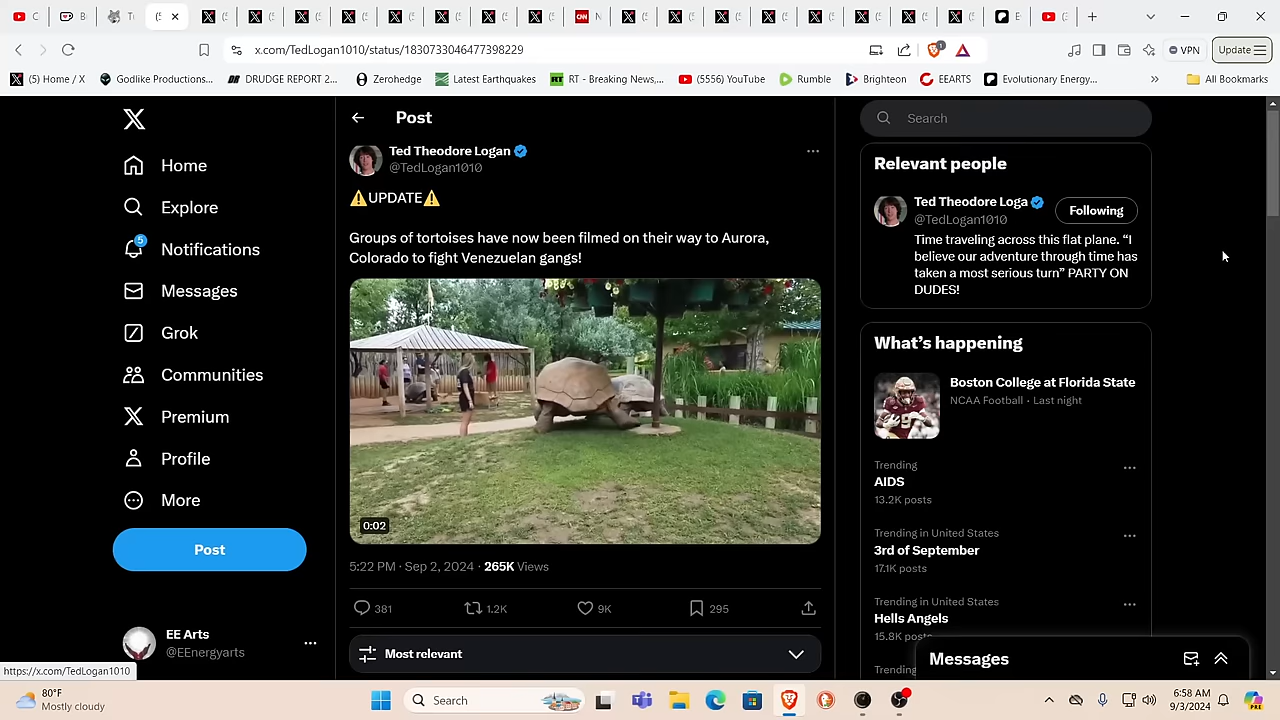 C
B
T
(5
CNN
N
E
x.com/TedLogan1010/status/1830733046477398229
1
VPN
Update
(5) Home / X
Godlike Productions...
DRUDGE REPORT 2...
Zerohedge
Latest Earthquakes
RT - Breaking News,...
(5556) YouTube
Rumble
Brighteon
EEARTS
Evolutionary Energy...
All Bookmarks
Home
Explore
5
Notifications
Messages
Grok
Communities
Premium
Profile
More
Post
EE Arts
@EEnergyarts
https://x.com/TedLogan1010
Post
Ted Theodore Logan
@TedLogan1010
⚠️UPDATE⚠️
Groups of tortoises have now been filmed on their way to Aurora,
Colorado to fight Venezuelan gangs!
0:02
5:22 PM · Sep 2, 2024 · 265K Views
381
1.2K
9K
295
Most relevant
Search
Relevant people
Ted Theodore Loga
@TedLogan1010
Following
Time traveling across this flat plane. “I
believe our adventure through time has
taken a most serious turn” PARTY ON
DUDES!
What’s happening
Boston College at Florida State
NCAA Football · Last night
Trending
AIDS
13.2K posts
Trending in United States
3rd of September
17.1K posts
Trending in United States
Hells Angels
15.8K posts
Trending
Messages
80°F
Mostly cloudy
Search
6:58 AM
9/3/2024
PRE